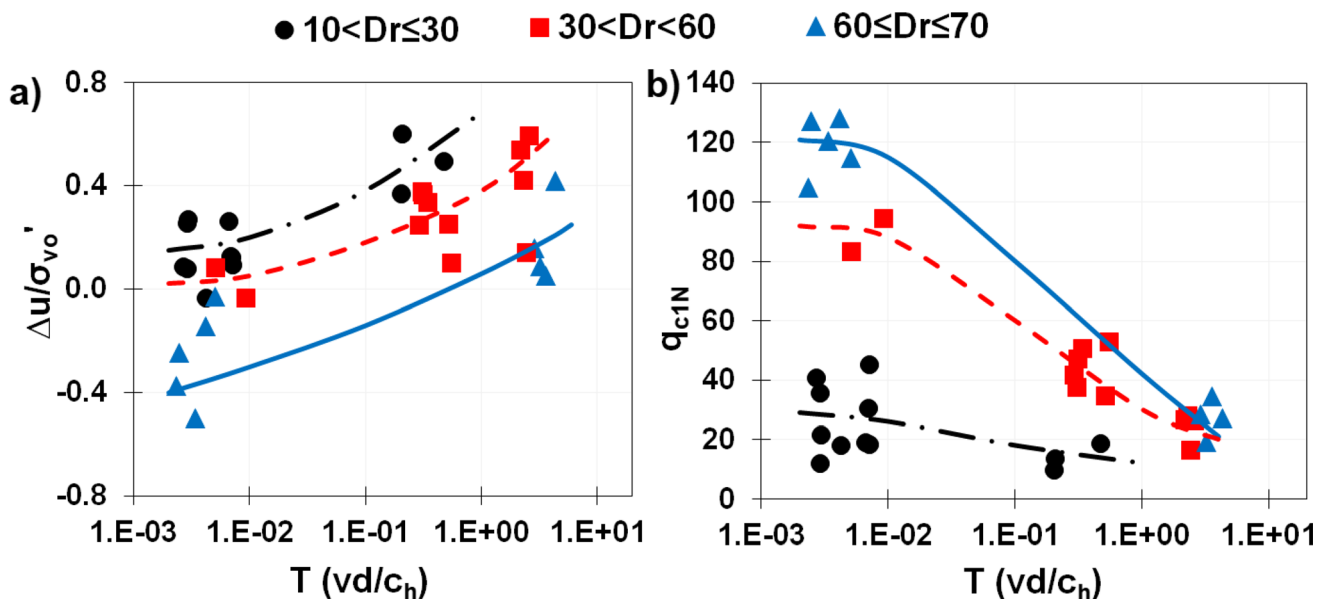 10<Dr≤30 30<Dr<60 60≤Dr≤70
a)
0.8
0.4
0.0
-0.4
-0.8
Δu/σvo'
1.E-03 1.E-02 1.E-01 1.E+00 1.E+01
T (vd/ch)
b)
140
120
100
80
60
40
20
0
qc1N
1.E-03 1.E-02 1.E-01 1.E+00 1.E+01
T (vd/ch)